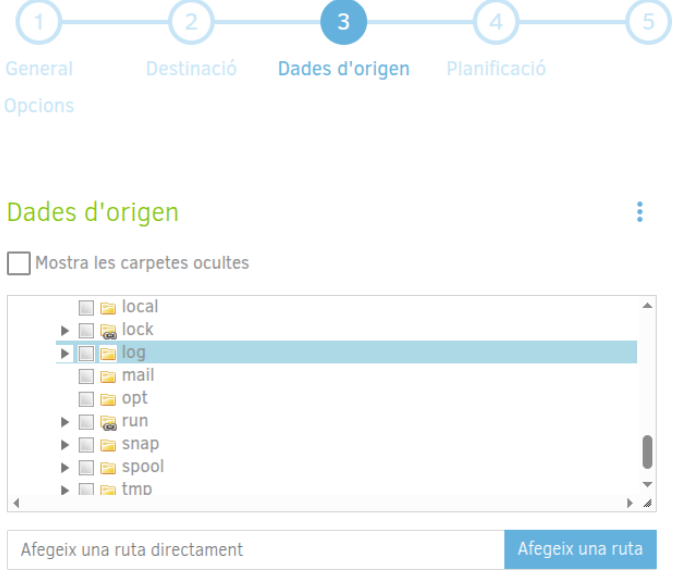 1 2 3 4 5
General Destinació Dades d'origen Planificació
Opcions
Dades d'origen
Mostra les carpetes ocultes
local
lock
log
mail
opt
run
snap
spool
tmp
Afegeix una ruta directament Afegeix una ruta